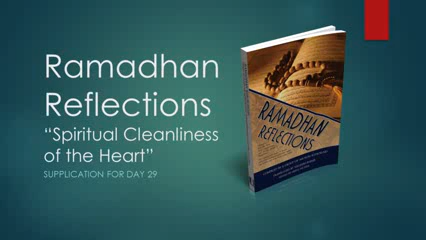 Ramadhan
Reflections
“Spiritual Cleanliness
of the Heart”
SUPPLICATION FOR DAY 29
RAMADHAN
REFLECTIONS